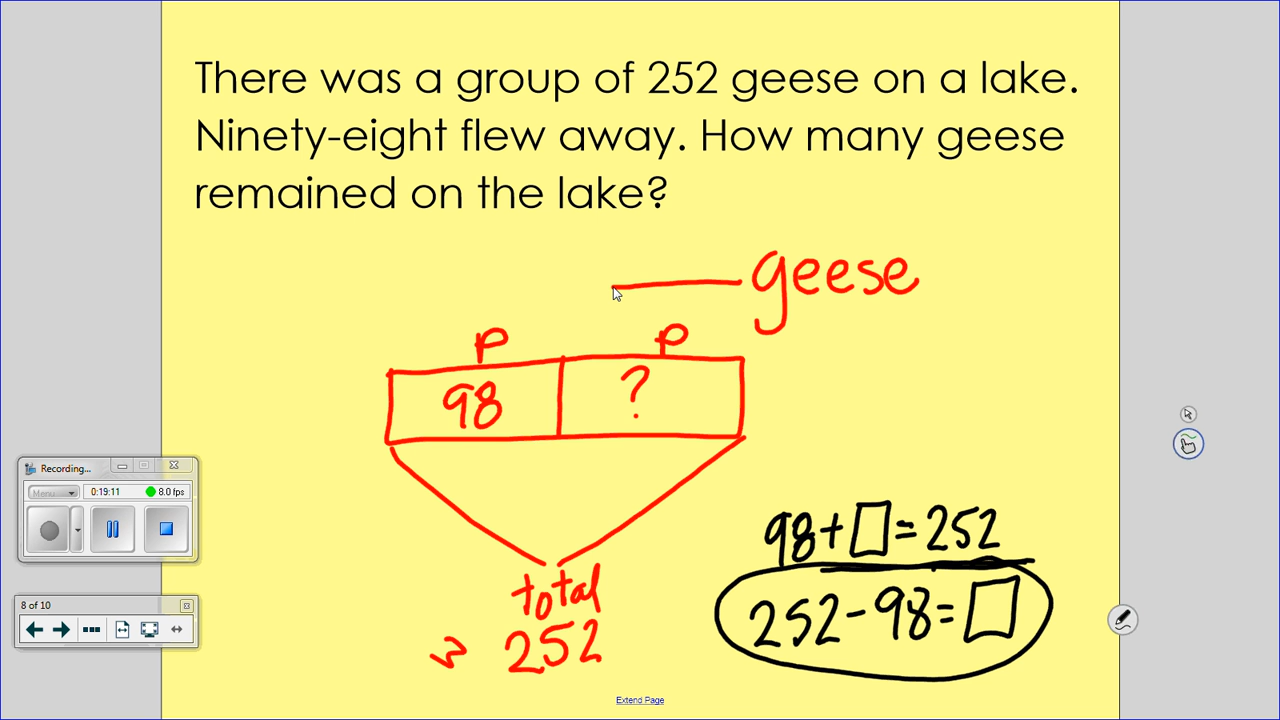 There was a group of 252 geese on a lake.
Ninety-eight flew away. How many geese
remained on the lake?
geese
p p
98 ?
total
252
98+□=252
252-98=□
Recording...
Menu 0:19:11 8.0 fps
8 of 10
Extend Page